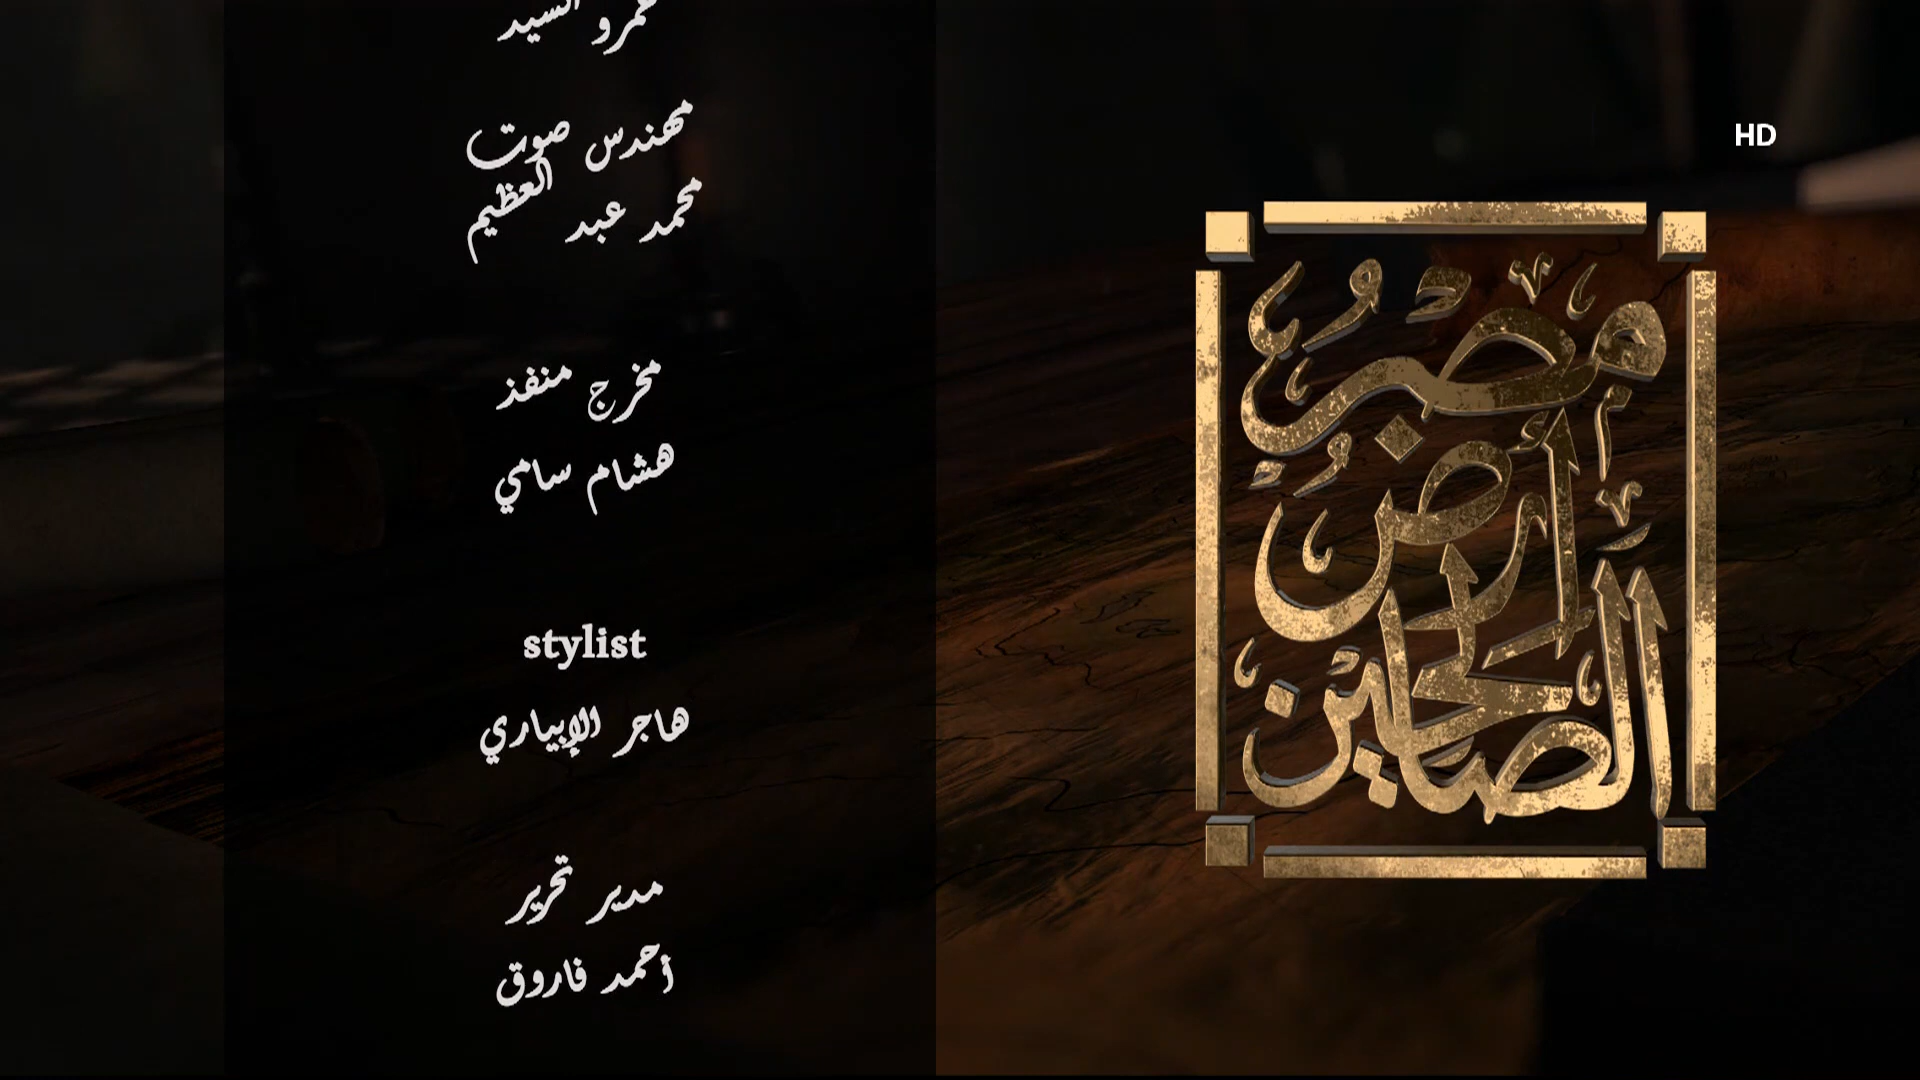 عمرو السيد
مهندس صوت
محمد عبد العظيم
مخرج منفذ
هشام سامي
stylist
هاجر الإبياري
مدير تحرير
أحمد فاروق
HD
مصر
أرض
الصالحين